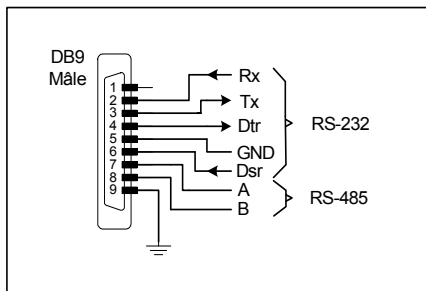 DB9
Mâle
1
2
3
4
5
6
7
8
9
Rx
Tx
Dtr
GND
Dsr
A
B
RS-232
RS-485